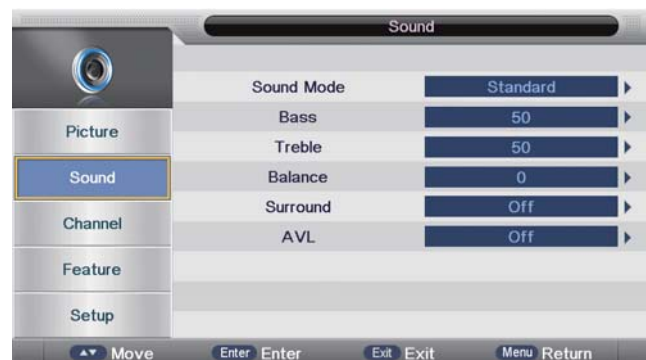 Sound
Picture
Sound
Channel
Feature
Setup
Sound Mode Standard
Bass 50
Treble 50
Balance 0
Surround Off
AVL Off
Move Enter Enter Exit Exit Menu Return